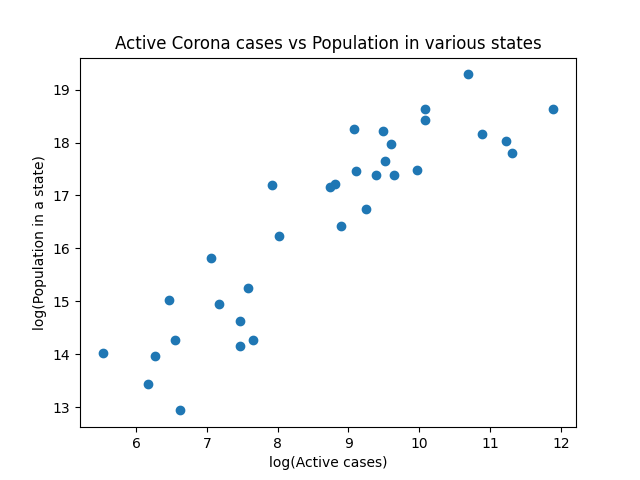 Active Corona cases vs Population in various states
log(Population in a state)
19
18
17
16
15
14
13
6 7 8 9 10 11 12
log(Active cases)